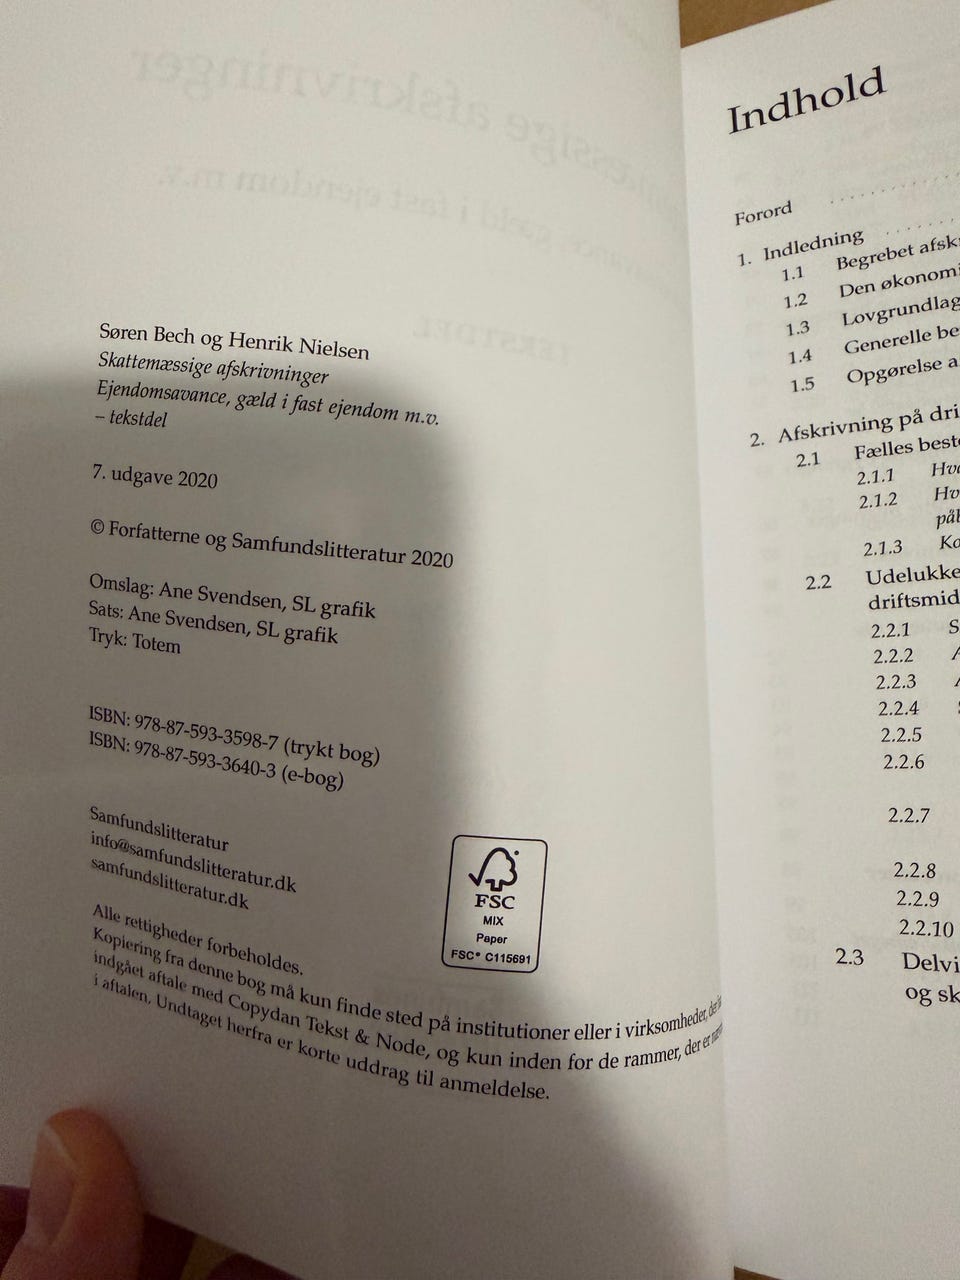 Søren Bech og Henrik Nielsen
Skattemæssige afskrivninger
Ejendomsavance, gæld i fast ejendom m.v.
– tekstdel
7. udgave 2020
© Forfatterne og Samfundslitteratur 2020
Omslag: Ane Svendsen, SL grafik
Sats: Ane Svendsen, SL grafik
Tryk: Totem
ISBN: 978-87-593-3598-7 (trykt bog)
ISBN: 978-87-593-3640-3 (e-bog)
Samfundslitteratur
info@samfundslitteratur.dk
samfundslitteratur.dk
FSC
MIX
Paper
FSC® C115691
Alle rettigheder forbeholdes.
Kopiering fra denne bog må kun finde sted på institutioner eller i virksomheder, der
indgået aftale med Copydan Tekst & Node, og kun inden for de rammer, der er
i aftalen. Undtaget herfra er korte uddrag til anmeldelse.
Indhold
Forord
1. Indledning
1.1 Begrebet afsk
1.2 Den økonomi
1.3 Lovgrundlag
1.4 Generelle be
1.5 Opgørelse a
2. Afskrivning på dri
2.1 Fælles beste
2.1.1 Hv
2.1.2 Hv
påb
2.1.3 Ko
2.2 Udelukke
driftsmid
2.2.1 S
2.2.2 A
2.2.3
2.2.4
2.2.5
2.2.6
2.2.7
2.2.8
2.2.9
2.2.10
2.3 Delvi
og sk